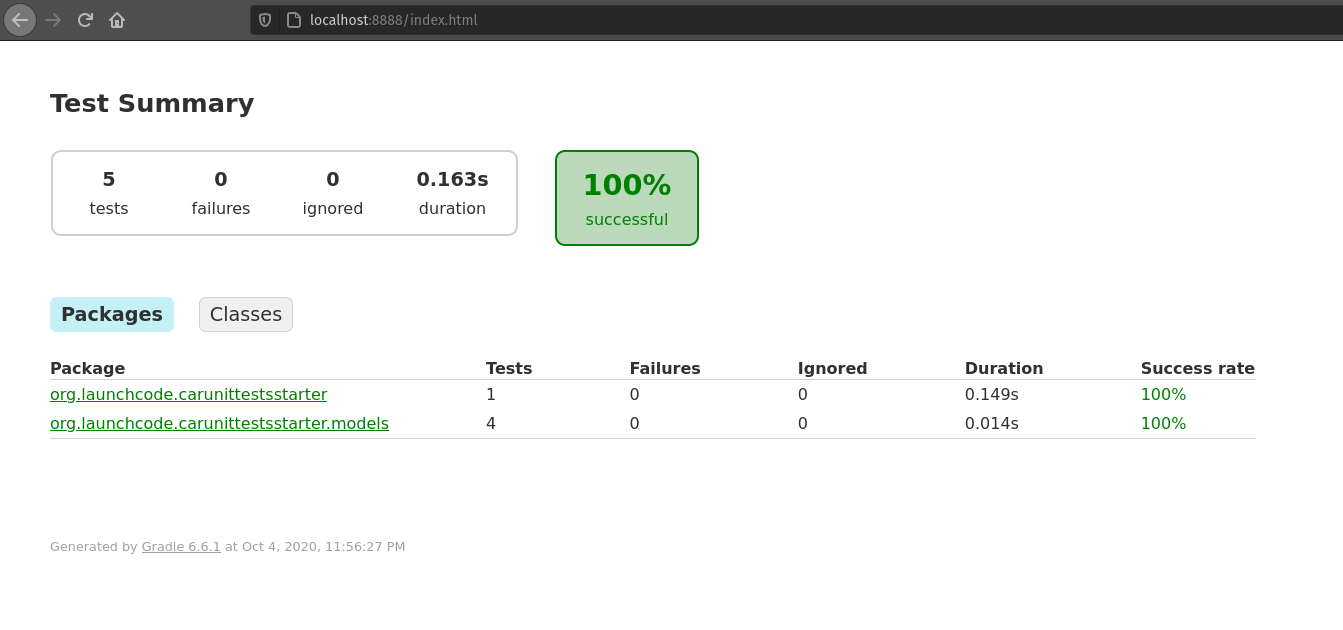 localhost:8888/index.html
Test Summary
5 0 0 0.163s
tests failures ignored duration
100%
successful
Packages Classes
Package Tests Failures Ignored Duration Success rate
org.launchcode.carunittestsstarter 1 0 0 0.149s 100%
org.launchcode.carunittestsstarter.models 4 0 0 0.014s 100%
Generated by Gradle 6.6.1 at Oct 4, 2020, 11:56:27 PM